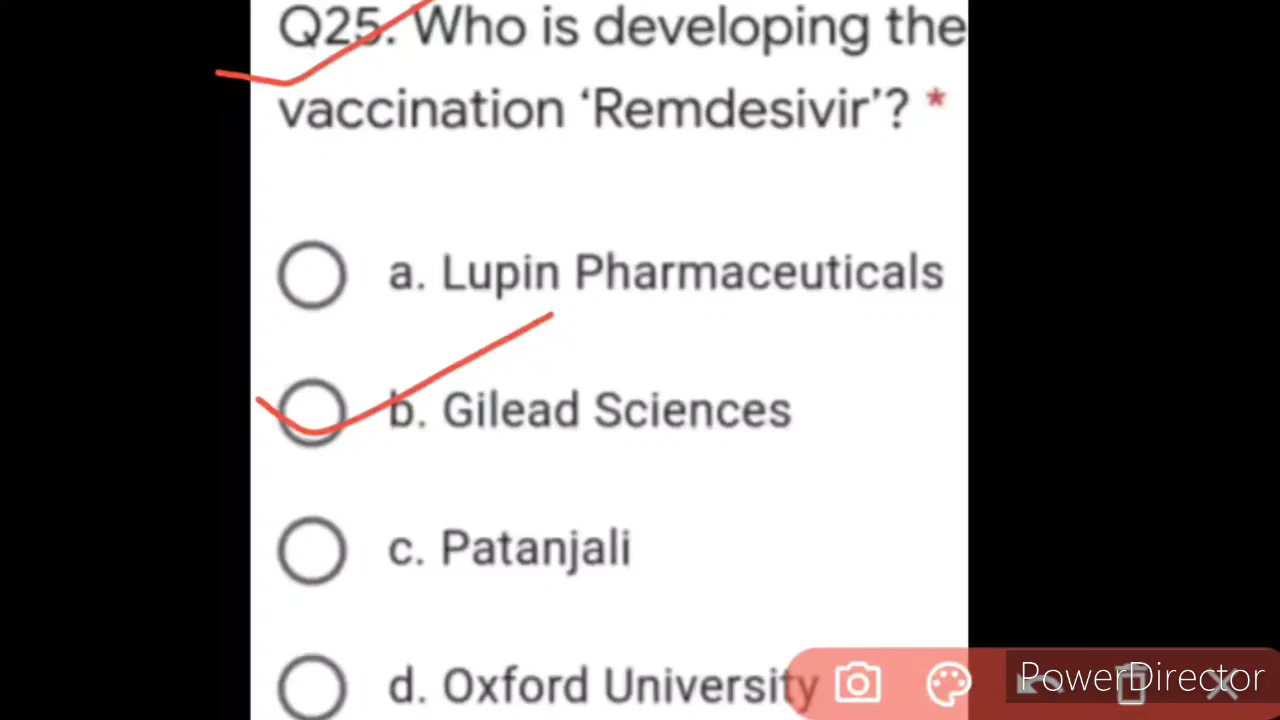 Q25. Who is developing the
vaccination ‘Remdesivir’? *
a. Lupin Pharmaceuticals
b. Gilead Sciences
c. Patanjali
d. Oxford University
PowerDirector